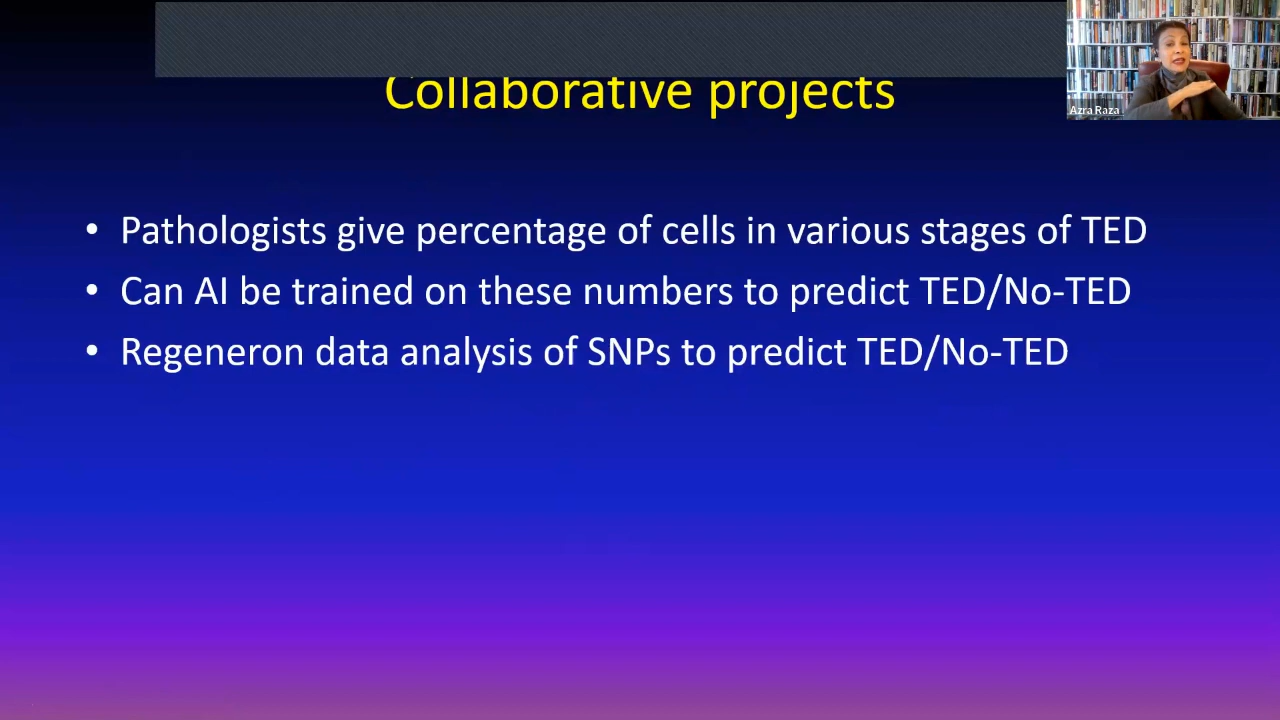 Azra Raza
Collaborative projects
• Pathologists give percentage of cells in various stages of TED
• Can AI be trained on these numbers to predict TED/No-TED
• Regeneron data analysis of SNPs to predict TED/No-TED